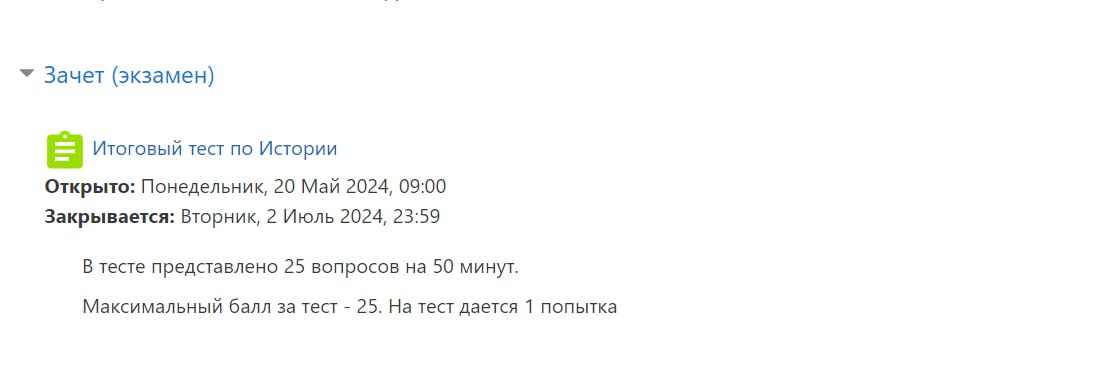 Зачет (экзамен)
Итоговый тест по Истории
Открыто: Понедельник, 20 Май 2024, 09:00
Закрывается: Вторник, 2 Июль 2024, 23:59
В тесте представлено 25 вопросов на 50 минут.
Максимальный балл за тест - 25. На тест дается 1 попытка